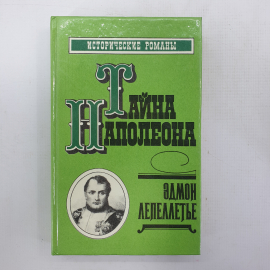 ИСТОРИЧЕСКИЕ РОМАНЫ
ТАЙНА
НАПОЛЕОНА
ЭДМОН
ЛЕПЕЛЛЕТЬЕ